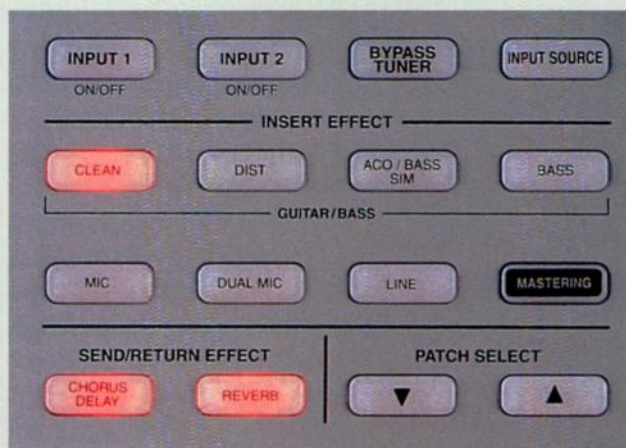 INPUT 1
INPUT 2
BYPASS
TUNER
INPUT SOURCE
ON/OFF
ON/OFF
INSERT EFFECT
CLEAN
DIST
ACO / BASS
SIM
BASS
GUITAR/BASS
MIC
DUAL MIC
LINE
MASTERING
SEND/RETURN EFFECT
PATCH SELECT
CHORUS
DELAY
REVERB
▼
▲